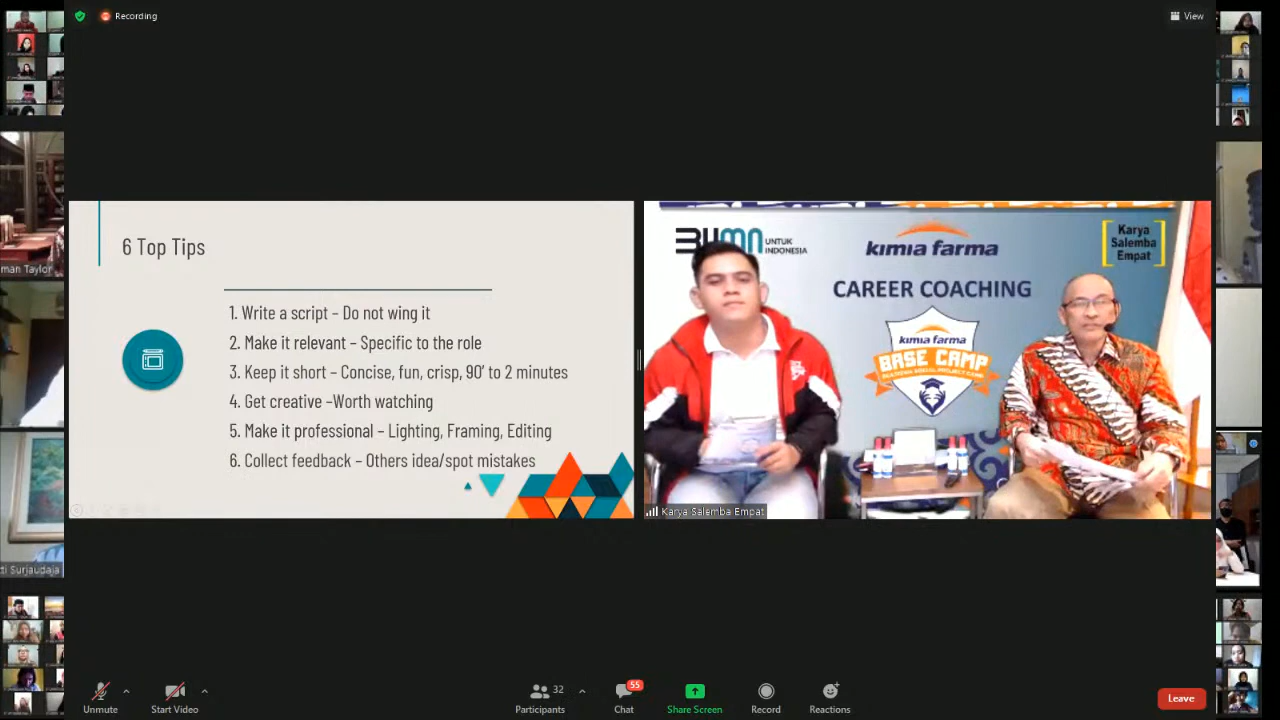 Recording
View
man Taylor
6 Top Tips
1. Write a script – Do not wing it
2. Make it relevant – Specific to the role
3. Keep it short – Concise, fun, crisp, 90’ to 2 minutes
4. Get creative –Worth watching
5. Make it professional – Lighting, Framing, Editing
6. Collect feedback – Others idea/spot mistakes
BUMN UNTUK
INDONESIA
kimia farma
Karya
Salemba
Empat
CAREER COACHING
kimia farma
BASE CAMP
Karya Salemba Empat
ti Surjaudaja
Unmute
Start Video
32
Participants
55
Chat
Share Screen
Record
Reactions
Leave